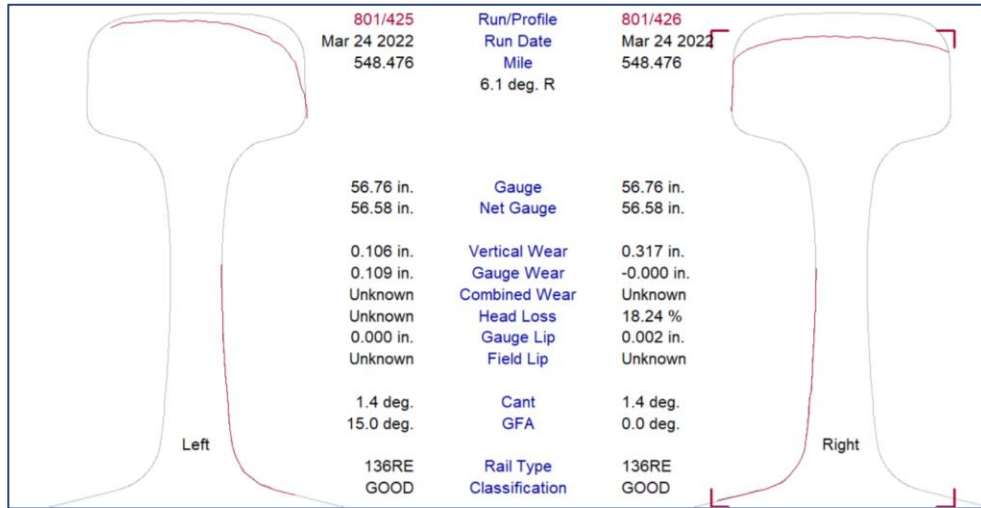 801/425 Run/Profile 801/426
Mar 24 2022 Run Date Mar 24 2022
548.476 Mile 548.476
6.1 deg. R
56.76 in. Gauge 56.76 in.
56.58 in. Net Gauge 56.58 in.
0.106 in. Vertical Wear 0.317 in.
0.109 in. Gauge Wear -0.000 in.
Unknown Combined Wear Unknown
Unknown Head Loss 18.24 %
0.000 in. Gauge Lip 0.002 in.
Unknown Field Lip Unknown
1.4 deg. Cant 1.4 deg.
15.0 deg. GFA 0.0 deg.
Left Right
136RE Rail Type 136RE
GOOD Classification GOOD